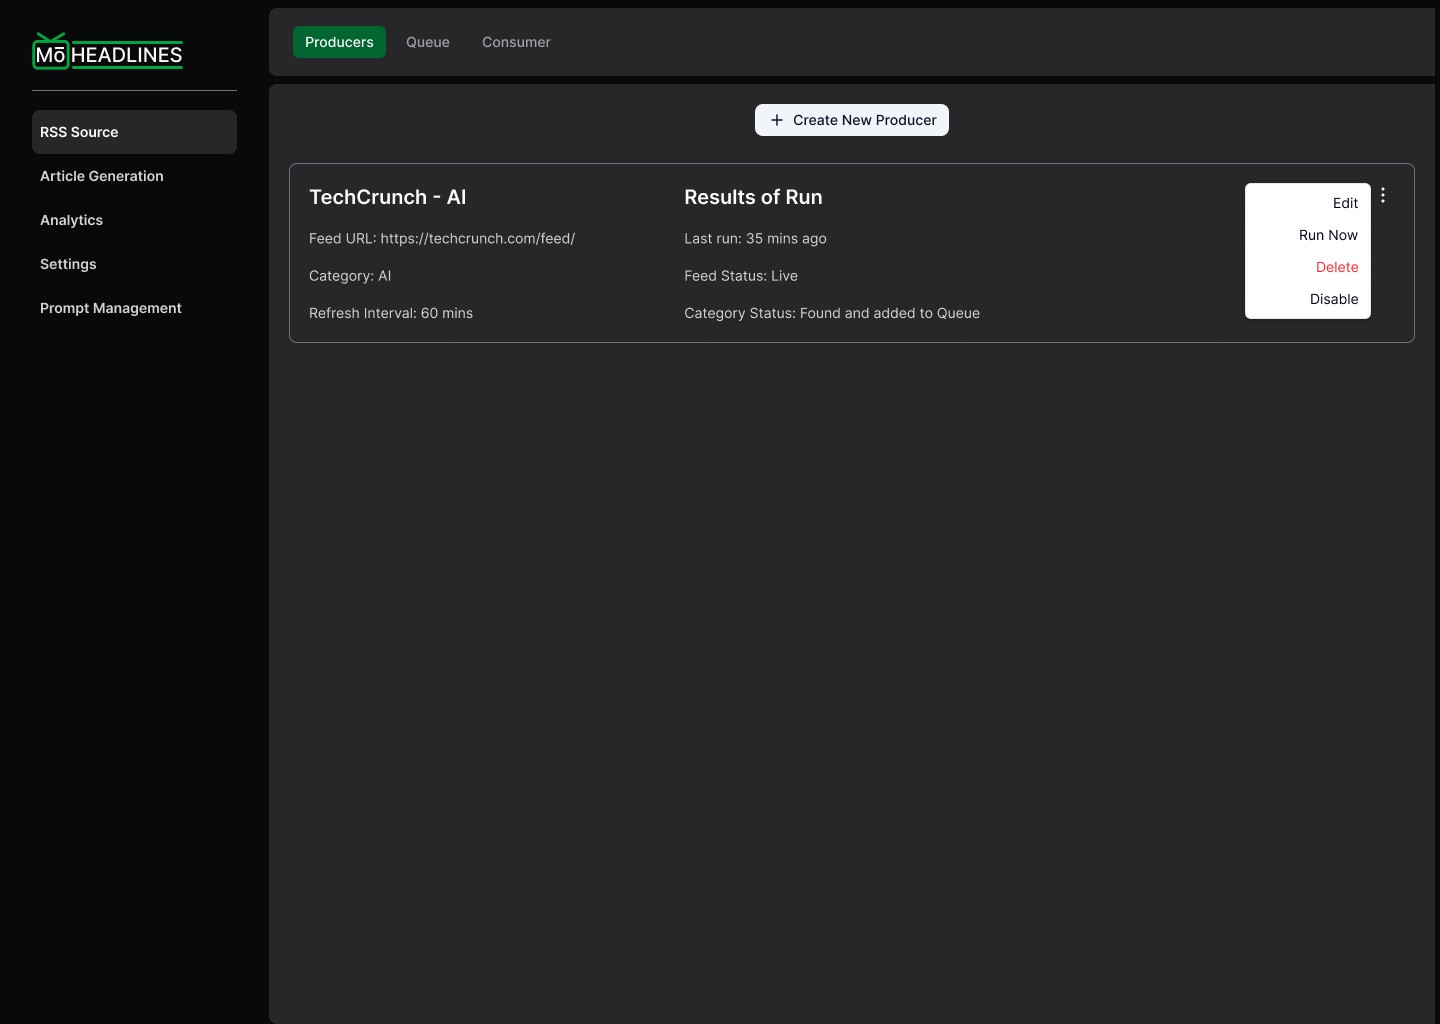 Mō HEADLINES
RSS Source
Article Generation
Analytics
Settings
Prompt Management
Producers Queue Consumer
+ Create New Producer
TechCrunch - AI
Feed URL: https://techcrunch.com/feed/
Category: AI
Refresh Interval: 60 mins
Results of Run
Last run: 35 mins ago
Feed Status: Live
Category Status: Found and added to Queue
Edit
Run Now
Delete
Disable